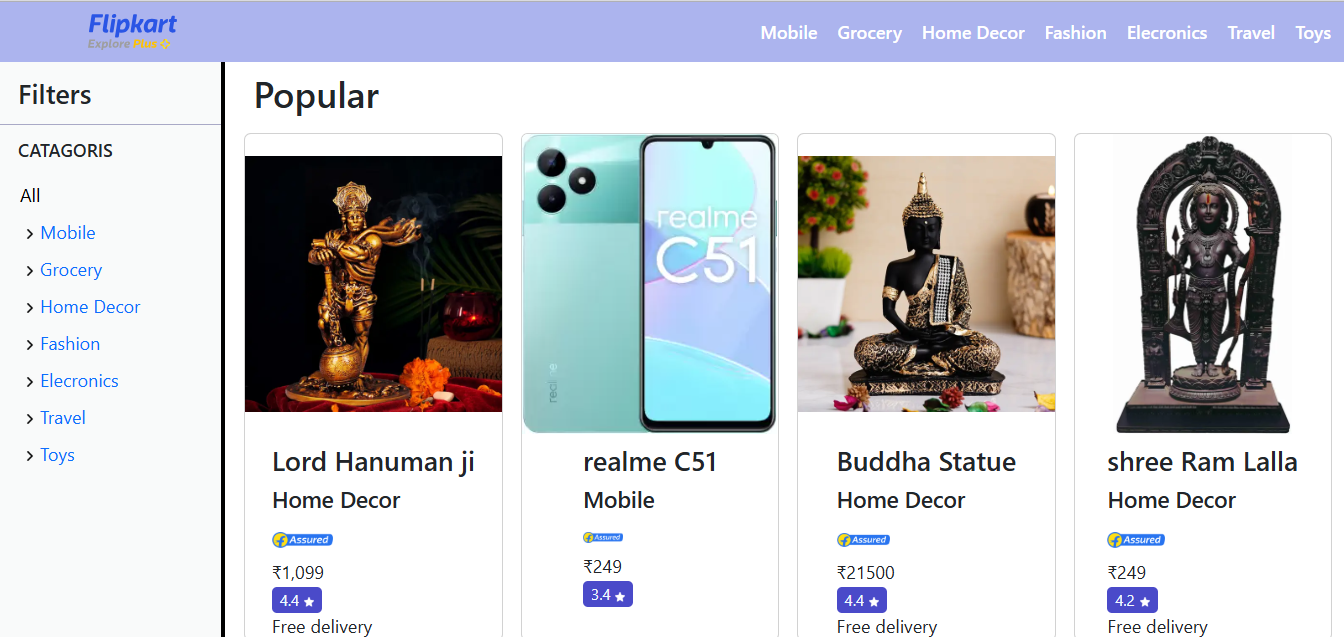 Flipkart
Explore Plus
Mobile Grocery Home Decor Fashion Elecronics Travel Toys
Filters
CATAGORIS
All
Mobile
Grocery
Home Decor
Fashion
Elecronics
Travel
Toys
Popular
realme
C51
realme
Lord Hanuman ji
Home Decor
Assured
₹1,099
4.4
Free delivery
realme C51
Mobile
Assured
₹249
3.4
Buddha Statue
Home Decor
Assured
₹21500
4.4
Free delivery
shree Ram Lalla
Home Decor
Assured
₹249
4.2
Free delivery